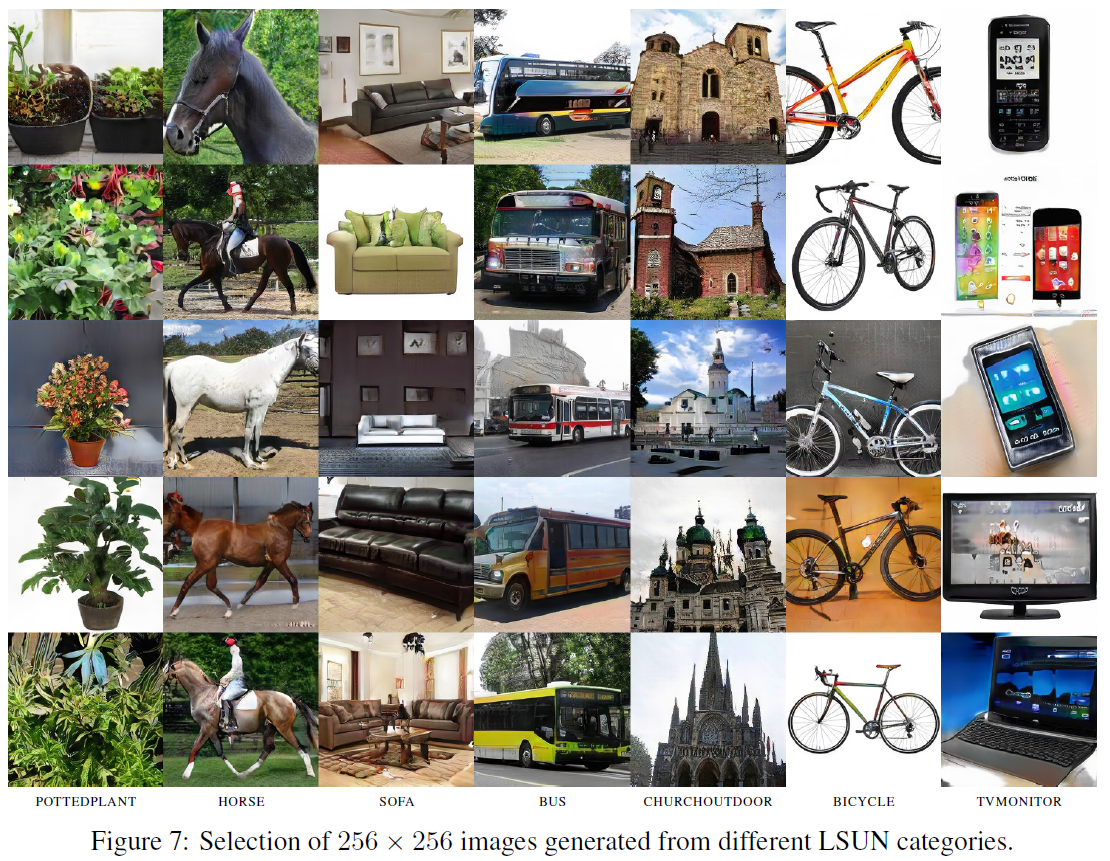 POTTEDPLANT HORSE SOFA BUS CHURCHOUTDOOR BICYCLE TVMONITOR
Figure 7: Selection of 256 × 256 images generated from different LSUN categories.